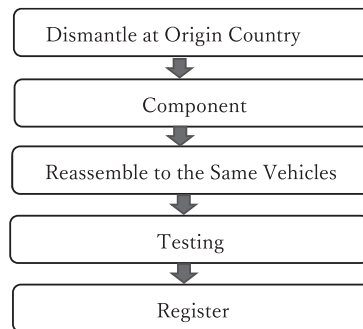 Dismantle at Origin Country
Component
Reassemble to the Same Vehicles
Testing
Register